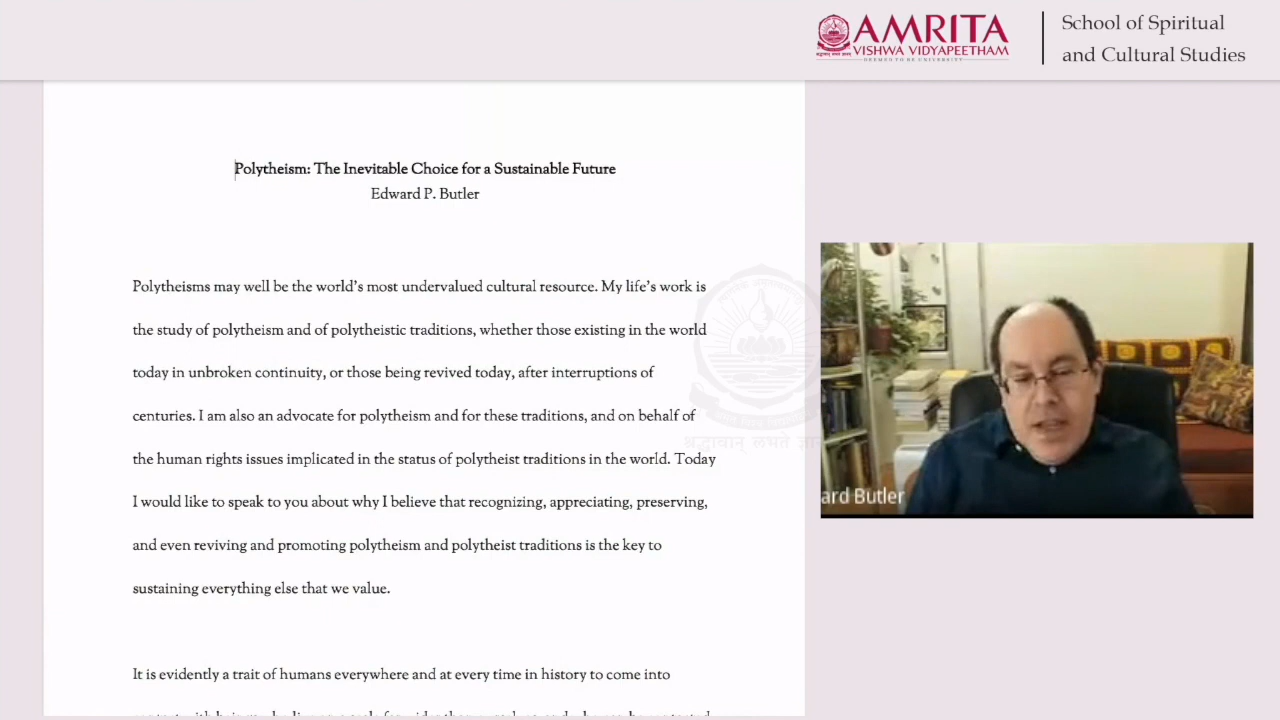 AMRITA
VISHWA VIDYAPEETHAM
DEEMED TO BE UNIVERSITY
School of Spiritual
and Cultural Studies
Polytheism: The Inevitable Choice for a Sustainable Future
Edward P. Butler
Polytheisms may well be the world's most undervalued cultural resource. My life's work is
the study of polytheism and of polytheistic traditions, whether those existing in the world
today in unbroken continuity, or those being revived today, after interruptions of
centuries. I am also an advocate for polytheism and for these traditions, and on behalf of
the human rights issues implicated in the status of polytheist traditions in the world. Today
I would like to speak to you about why I believe that recognizing, appreciating, preserving,
and even reviving and promoting polytheism and polytheist traditions is the key to
sustaining everything else that we value.
It is evidently a trait of humans everywhere and at every time in history to come into
श्रद्धावान् लभते
ard Butler